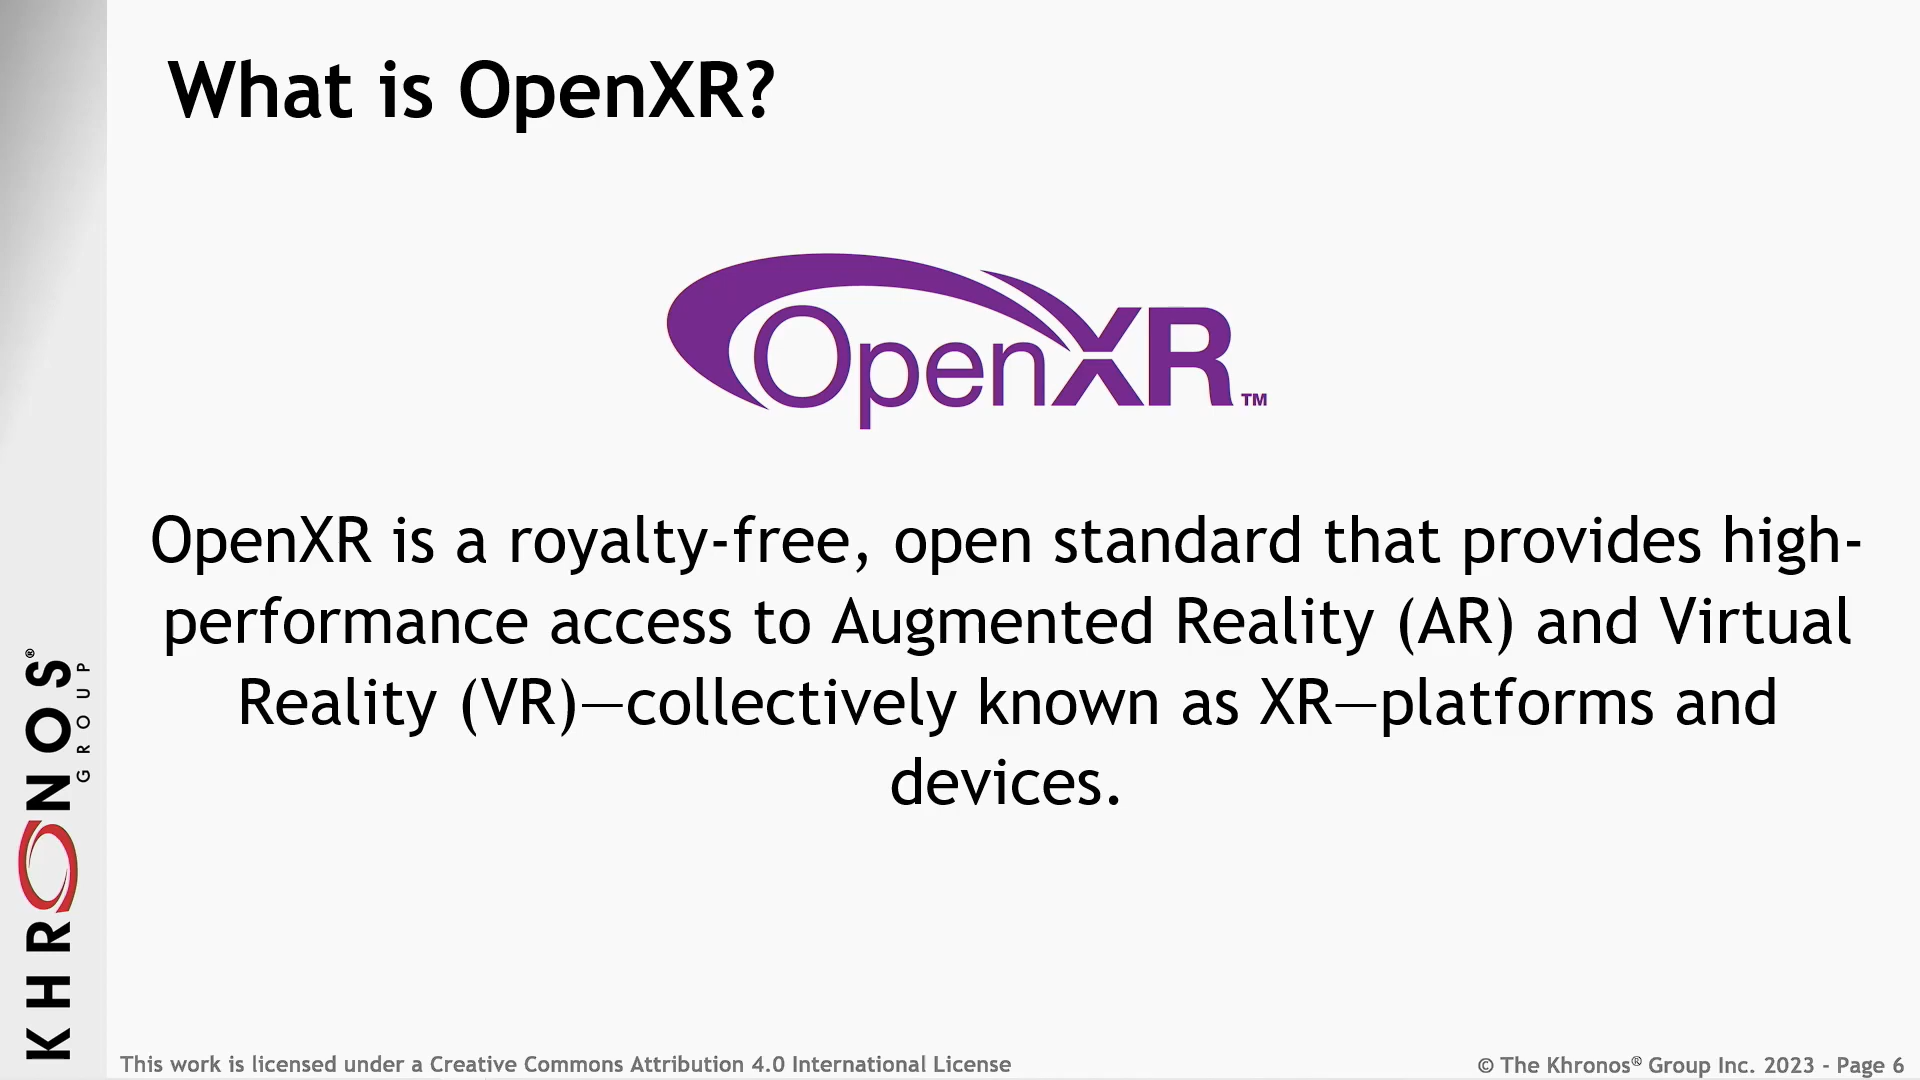 What is OpenXR?
OpenXR™
OpenXR is a royalty-free, open standard that provides high-
performance access to Augmented Reality (AR) and Virtual
Reality (VR)—collectively known as XR—platforms and
devices.
KHRONOS®
GROUP
This work is licensed under a Creative Commons Attribution 4.0 International License
© The Khronos® Group Inc. 2023 - Page 6